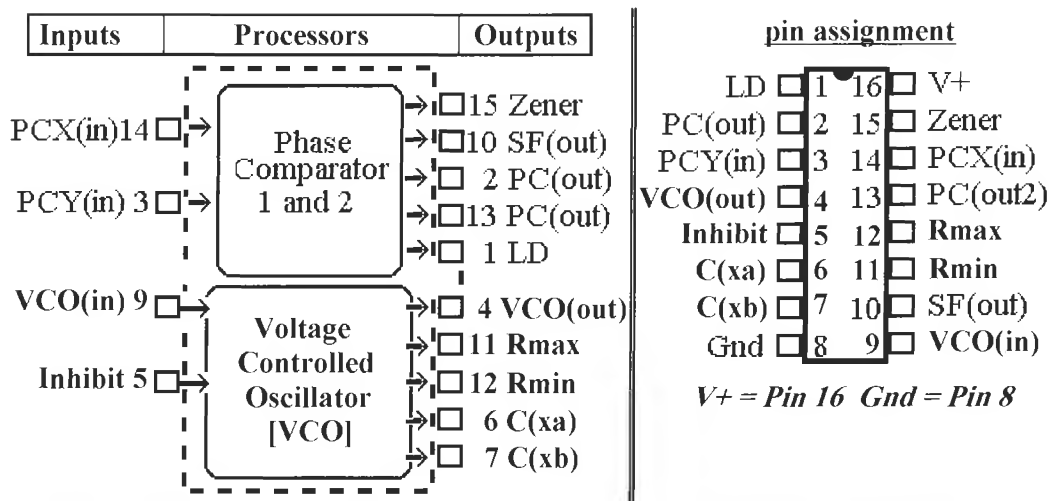 Inputs Processors Outputs
PCX(in)14
PCY(in) 3
Phase
Comparator
1 and 2
15 Zener
10 SF(out)
2 PC(out)
13 PC(out)
1 LD
VCO(in) 9
Inhibit 5
Voltage
Controlled
Oscillator
[VCO]
4 VCO(out)
11 Rmax
12 Rmin
6 C(xa)
7 C(xb)
pin assignment
LD 1 16 V+
PC(out) 2 15 Zener
PCY(in) 3 14 PCX(in)
VCO(out) 4 13 PC(out2)
Inhibit 5 12 Rmax
C(xa) 6 11 Rmin
C(xb) 7 10 SF(out)
Gnd 8 9 VCO(in)
V+ = Pin 16 Gnd = Pin 8